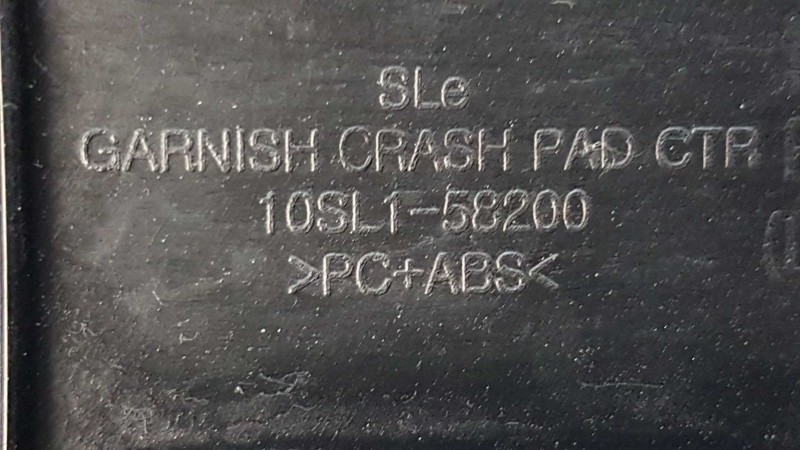 SLe
GARNISH CRASH PAD CTR
10SL1-58200
>PC+ABS<